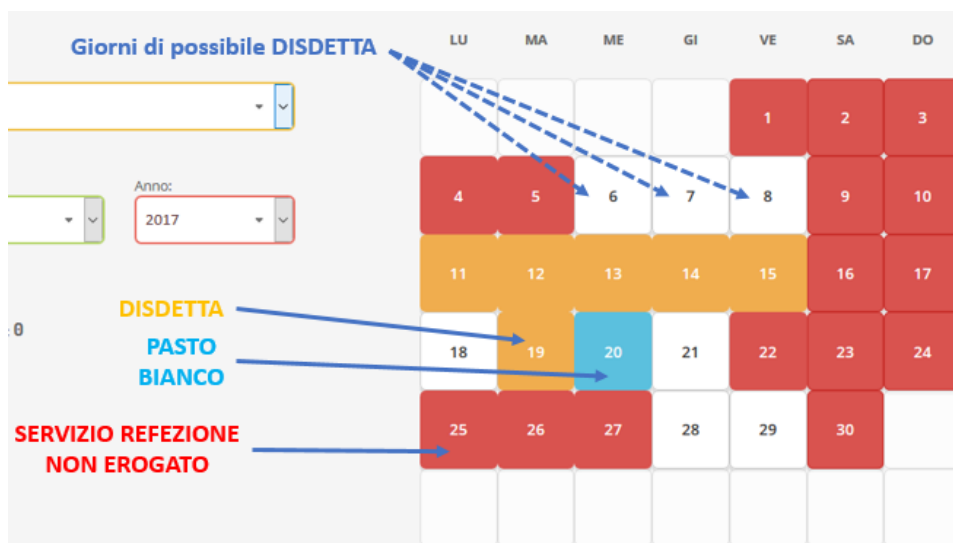 Giorni di possibile DISDETTA
LU MA ME GI VE SA DO
1 2 3
Anno:
2017
4 5 6 7 8 9 10
11 12 13 14 15 16 17
DISDETTA
: 0
PASTO
BIANCO
18 19 20 21 22 23 24
SERVIZIO REFEZIONE
NON EROGATO
25 26 27 28 29 30